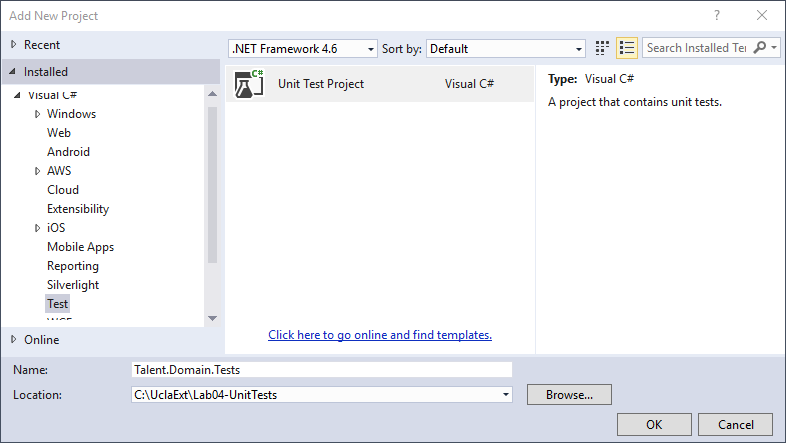 Add New Project
Recent
.NET Framework 4.6
Sort by:
Default
Search Installed Te
Installed
Visual C#
Windows
Web
Android
AWS
Cloud
Extensibility
iOS
Mobile Apps
Reporting
Silverlight
Test
WCF
Online
C#
Unit Test Project
Visual C#
Click here to go online and find templates.
Type: Visual C#
A project that contains unit tests.
Name:
Talent.Domain.Tests
Location:
C:\UclaExt\Lab04-UnitTests
Browse...
OK
Cancel